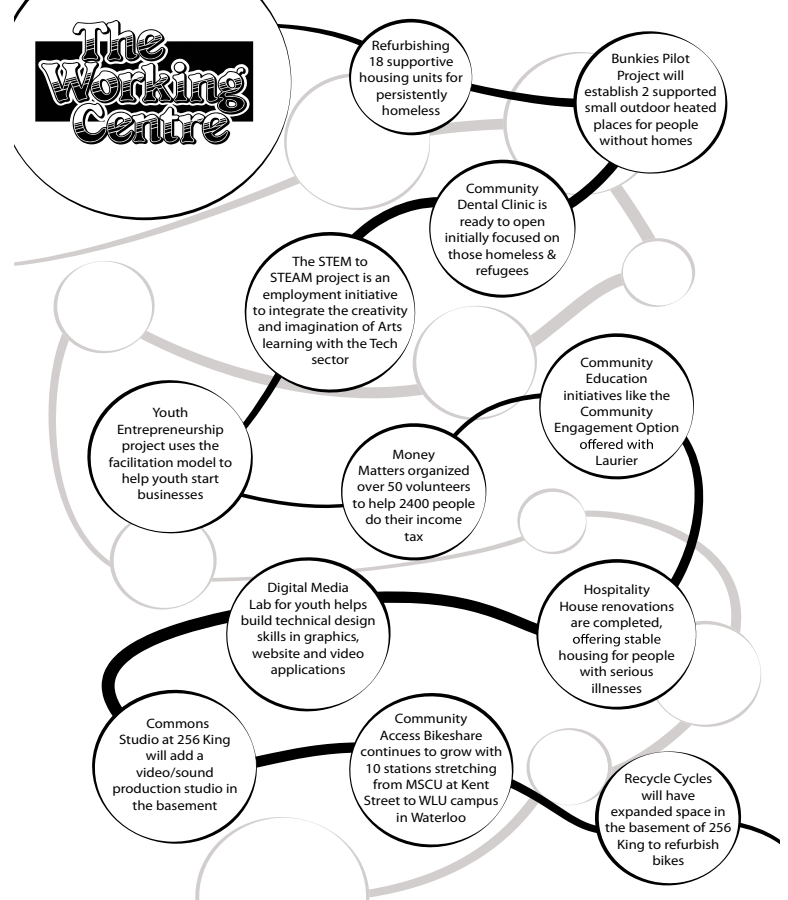 The
Working
Centre
Refurbishing
18 supportive
housing units for
persistently
homeless
Bunkies Pilot
Project will
establish 2 supported
small outdoor heated
places for people
without homes
Community
Dental Clinic is
ready to open
initially focused on
those homeless &
refugees
The STEM to
STEAM project is an
employment initiative
to integrate the creativity
and imagination of Arts
learning with the Tech
sector
Youth
Entrepreneurship
project uses the
facilitation model to
help youth start
businesses
Money
Matters organized
over 50 volunteers
to help 2400 people
do their income
tax
Community
Education
initiatives like the
Community
Engagement Option
offered with
Laurier
Hospitality
House renovations
are completed,
offering stable
housing for people
with serious
illnesses
Digital Media
Lab for youth helps
build technical design
skills in graphics,
website and video
applications
Commons
Studio at 256 King
will add a
video/sound
production studio in
the basement
Community
Access Bikeshare
continues to grow with
10 stations stretching
from MSCU at Kent
Street to WLU campus
in Waterloo
Recycle Cycles
will have
expanded space in
the basement of 256
King to refurbish
bikes